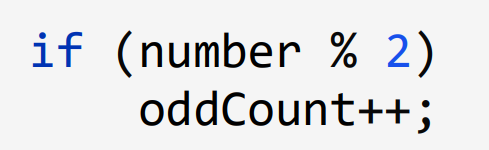 if (number % 2)
oddCount++;